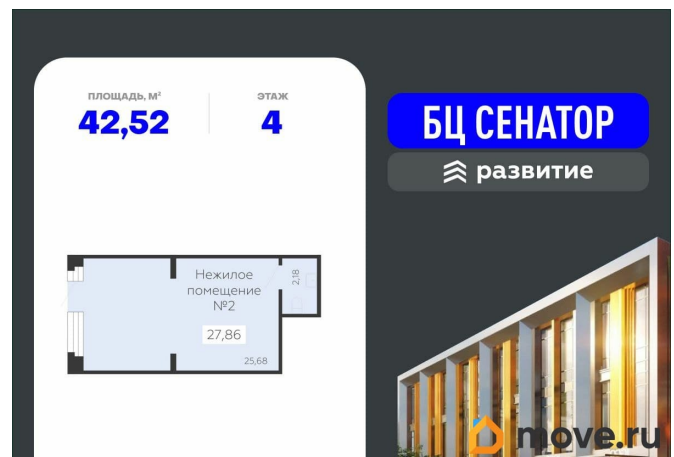 ПЛОЩАДЬ, М²
42,52
ЭТАЖ
4
БЦ СЕНАТОР
развитие
Нежилое
помещение
№2
27,86
25,68
2,18
move.ru